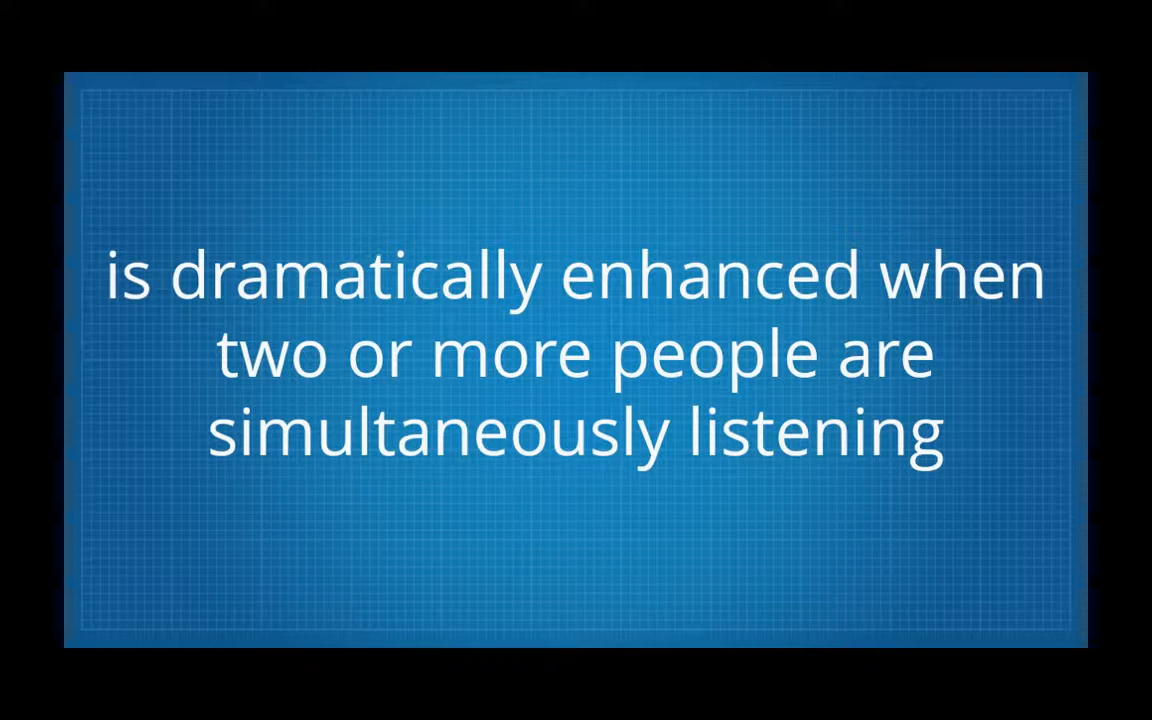 is dramatically enhanced when
two or more people are
simultaneously listening